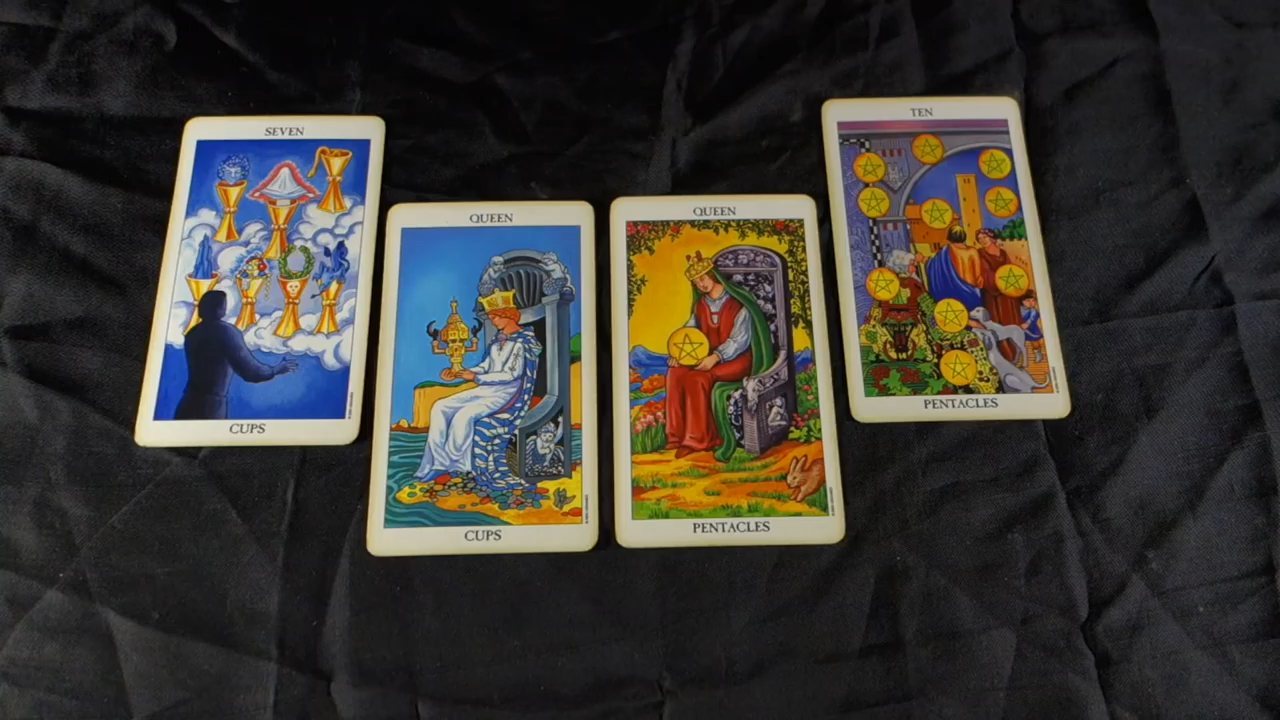 SEVEN
CUPS
QUEEN
CUPS
QUEEN
PENTACLES
TEN
PENTACLES